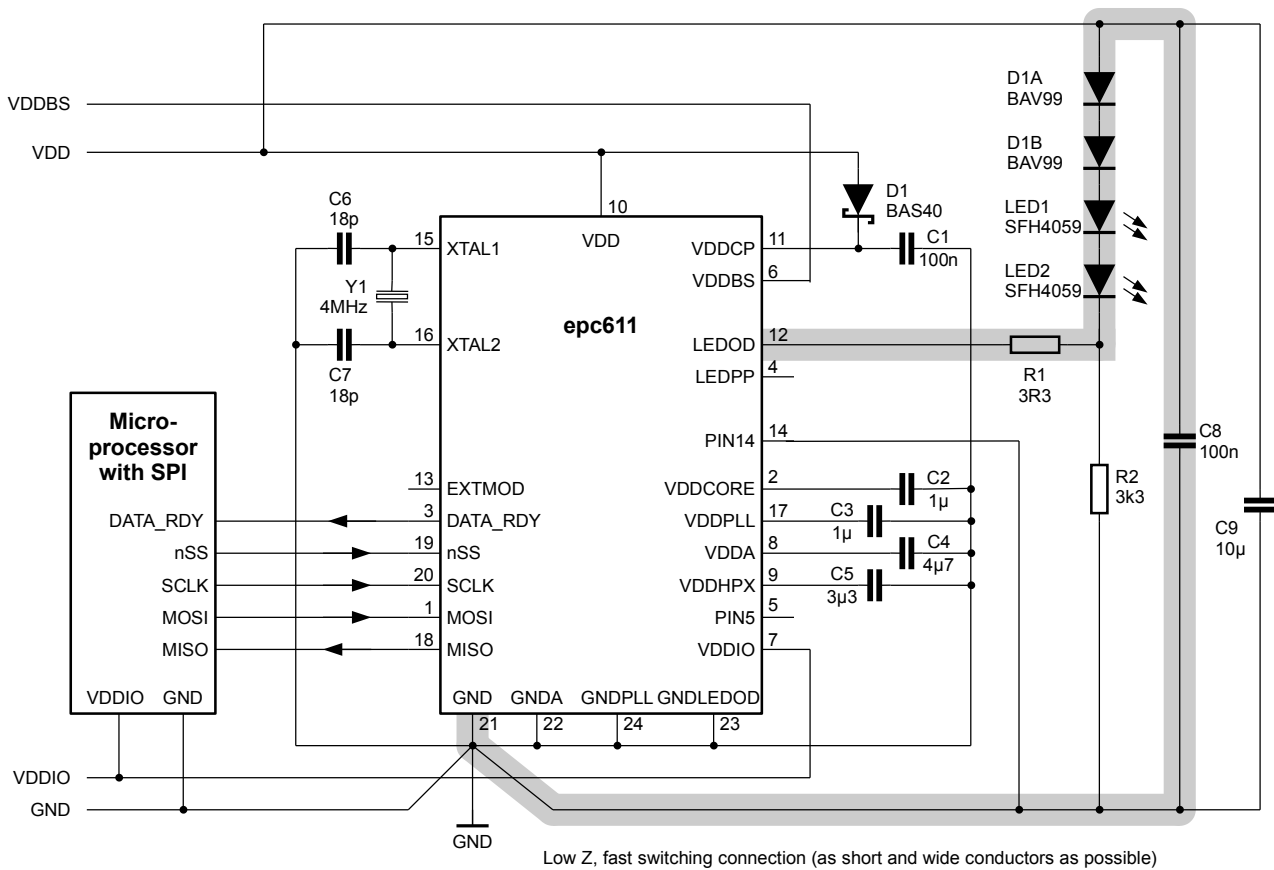 VDDBS
VDD
C6
18p
15
XTAL1
Y1
4MHz
16
XTAL2
C7
18p
10
VDD
epc611
VDDCP
11
VDDBS
6
LEDOD
12
LEDPP
4
PIN14
14
VDDCORE
2
VDDPLL
17
VDDA
8
VDDHPX
9
PIN5
5
VDDIO
7
D1
BAS40
C1
100n
D1A
BAV99
D1B
BAV99
LED1
SFH4059
LED2
SFH4059
R1
3R3
R2
3k3
C8
100n
C9
10µ
C2
1µ
C3
1µ
C4
4µ7
C5
3µ3
Micro-
processor
with SPI
DATA_RDY
nSS
SCLK
MOSI
MISO
VDDIO GND
13
EXTMOD
3
DATA_RDY
19
nSS
20
SCLK
1
MOSI
18
MISO
GND GNDA GNDPLL GNDLEDOD
21 22 24 23
VDDIO
GND
GND
Low Z, fast switching connection (as short and wide conductors as possible)